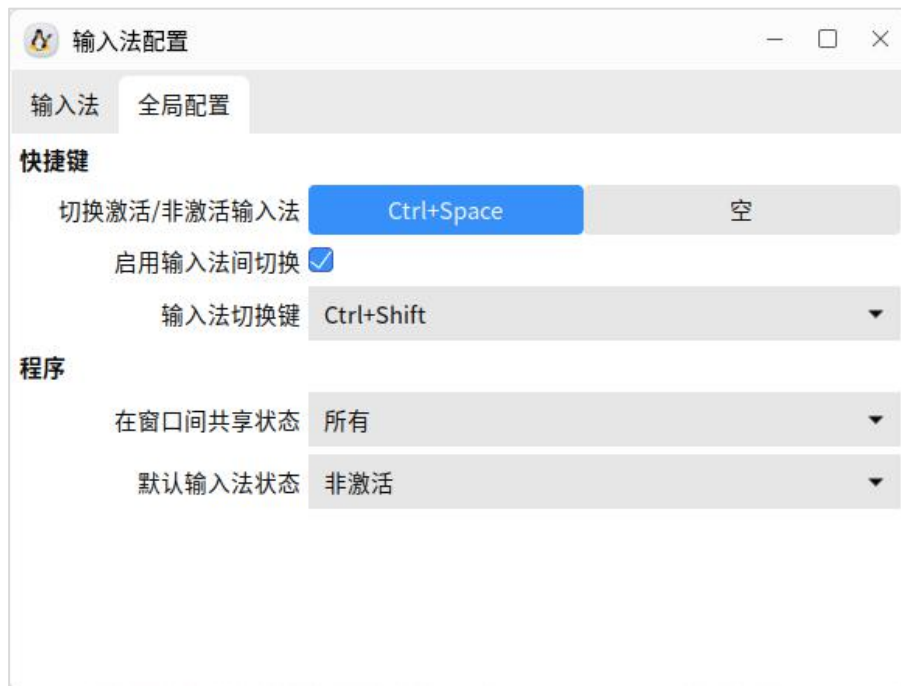 输入法配置
输入法 全局配置
快捷键
切换激活/非激活输入法 Ctrl+Space 空
启用输入法间切换
输入法切换键 Ctrl+Shift
程序
在窗口间共享状态 所有
默认输入法状态 非激活